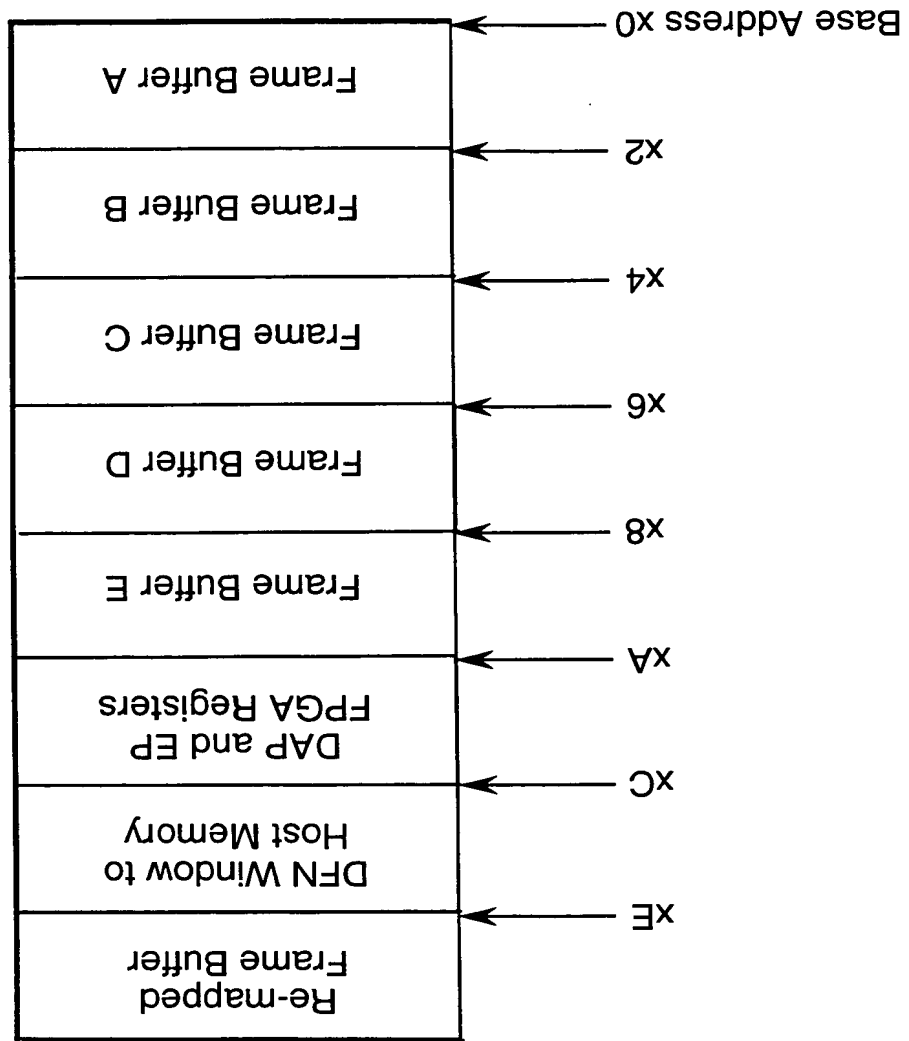 xE
Re-mapped
Frame Buffer
xC
DFN Window to
Host Memory
xA
DAP and EP
FPGA Registers
x8
Frame Buffer E
x6
Frame Buffer D
x4
Frame Buffer C
x2
Frame Buffer B
Base Address x0
Frame Buffer A